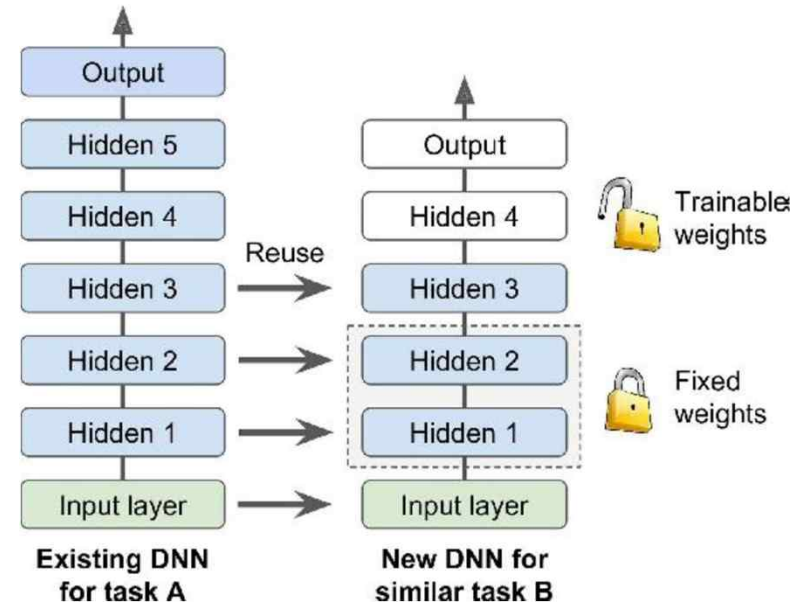 Output
Hidden 5
Hidden 4
Hidden 3
Hidden 2
Hidden 1
Input layer
Existing DNN
for task A
Reuse
Output
Hidden 4
Hidden 3
Hidden 2
Hidden 1
Input layer
New DNN for
similar task B
Trainable
weights
Fixed
weights